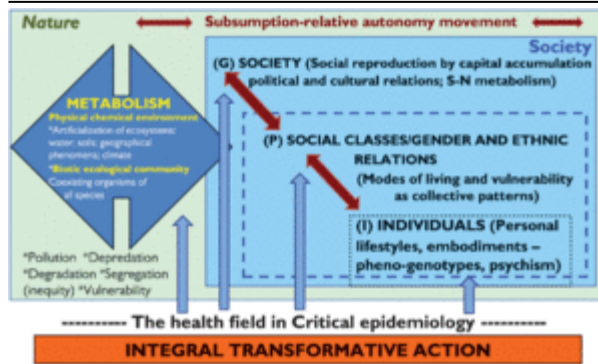 Nature
Subsumption-relative autonomy movement
Society
(G) SOCIETY (Social reproduction by capital accumulation
political and cultural relations; S-N metabolism)
METABOLISM
Physical chemical environment
*Artificialization of ecosystems:
water; soils; geographical
phenomena; climate
*Biotic ecological community
Coexisting organisms of
all species
(P) SOCIAL CLASSES/GENDER AND ETHNIC
RELATIONS
(Modes of living and vulnerability
as collective patterns)
(I) INDIVIDUALS (Personal
lifestyles, embodiments –
pheno-genotypes, psychism)
*Pollution *Depredation
*Degradation *Segregation
(inequity) *Vulnerability
---------- The health field in Critical epidemiology ----------
INTEGRAL TRANSFORMATIVE ACTION